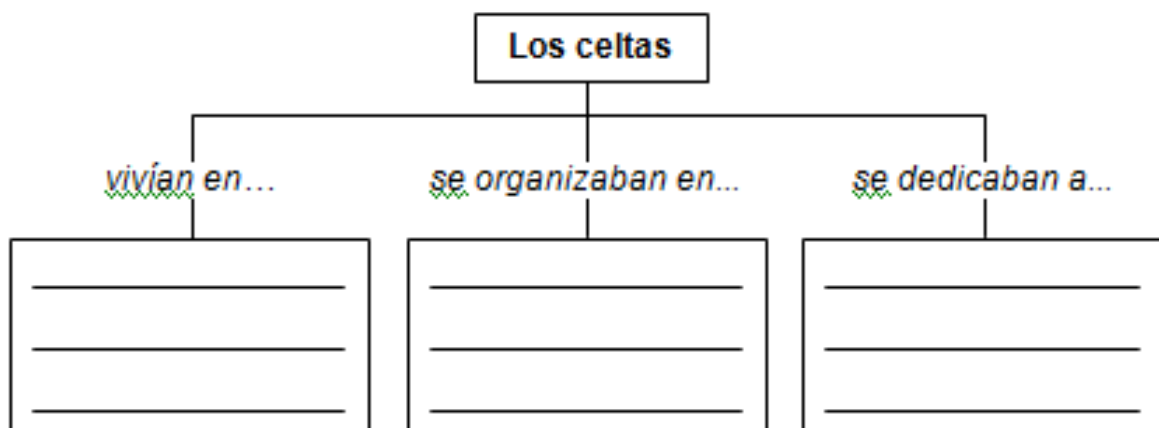 Los celtas
vivían en...
se organizaban en...
se dedicaban a...